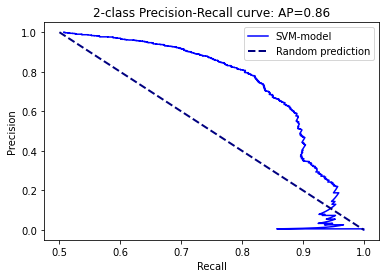 2-class Precision-Recall curve: AP=0.86
SVM-model
Random prediction
Precision
1.0
0.8
0.6
0.4
0.2
0.0
0.5
0.6
0.7
0.8
0.9
1.0
Recall